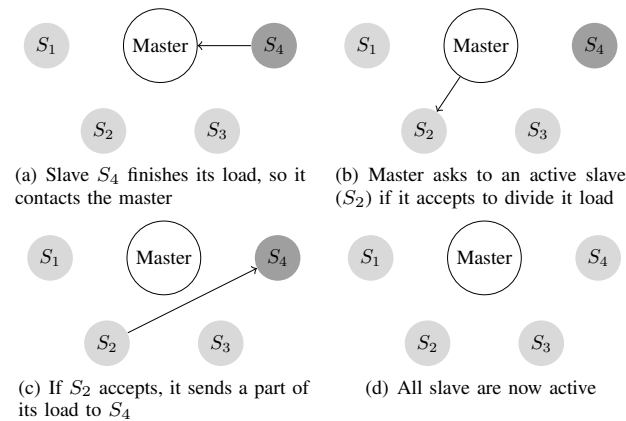 S1 Master S4
S2 S3
(a) Slave S4 finishes its load, so it
contacts the master
S1 Master S4
S2 S3
(b) Master asks to an active slave
(S2) if it accepts to divide it load
S1 Master S4
S2 S3
(c) If S2 accepts, it sends a part of
its load to S4
S1 Master S4
S2 S3
(d) All slave are now active